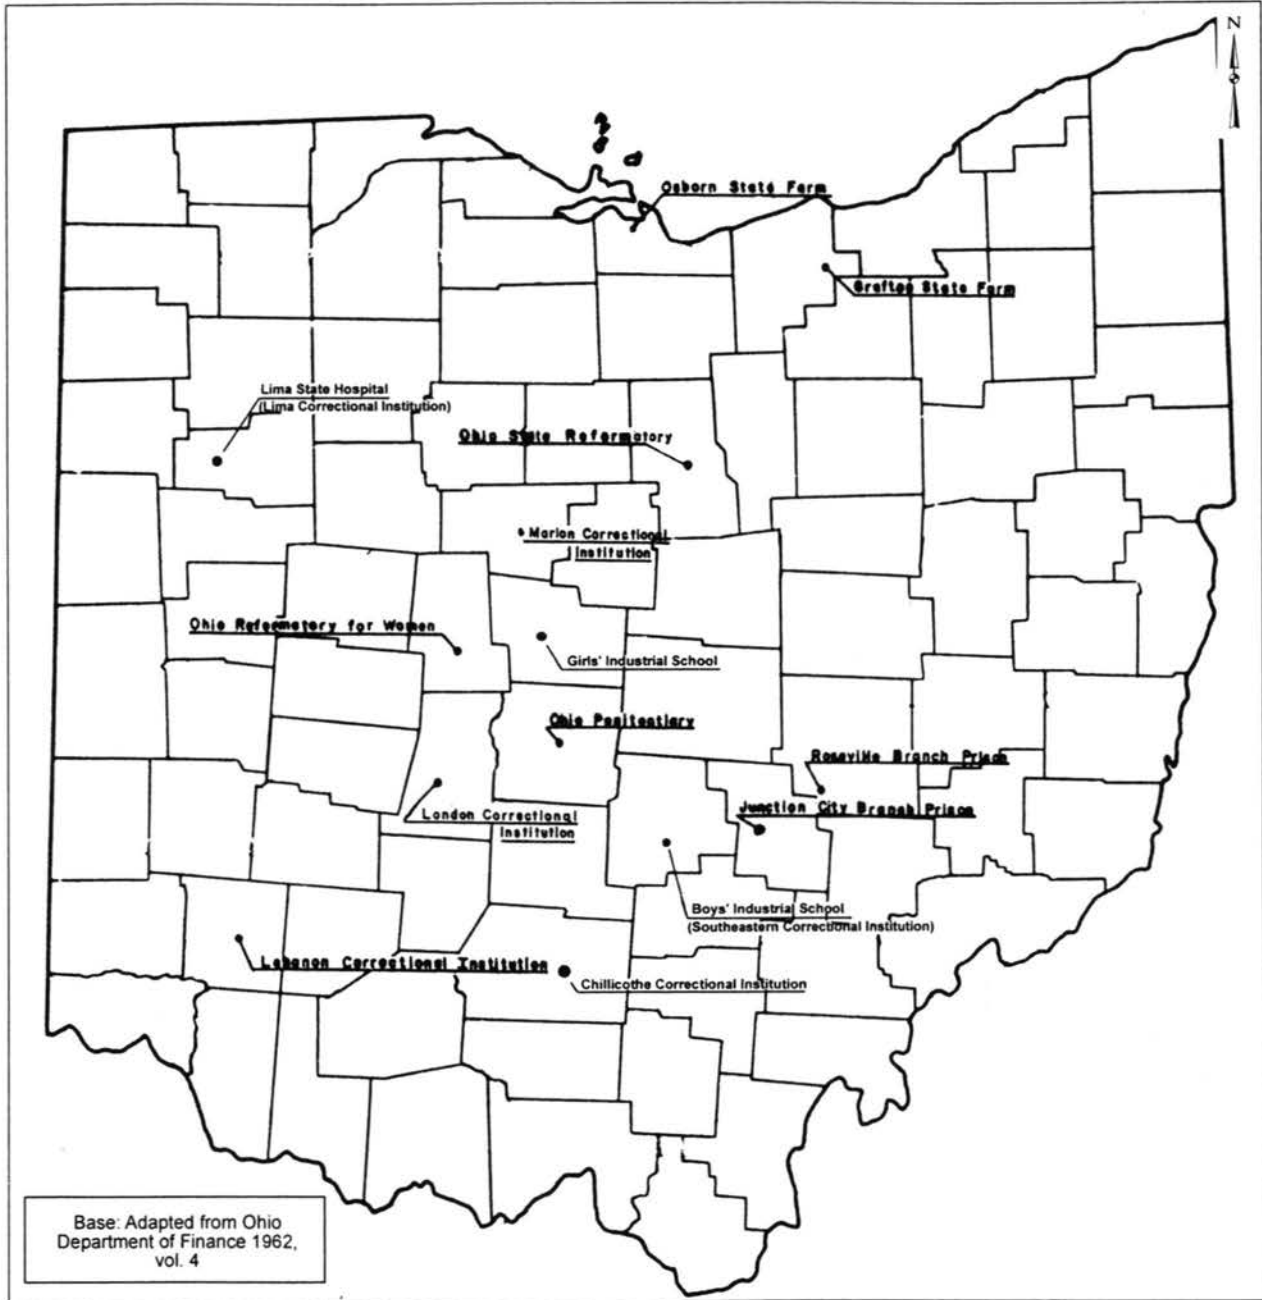 N
Osborn State Farm
Grafton State Farm
Lima State Hospital
(Lima Correctional Institution)
Ohio State Reformatory
Marion Correctional
Institution
Ohio Reformatory for Women
Girls' Industrial School
Ohio Penitentiary
Roseville Branch Prison
London Correctional
Institution
Junction City Branch Prison
Boys' Industrial School
(Southeastern Correctional Institution)
Lebanon Correctional Institution
Chillicothe Correctional Institution
Base: Adapted from Ohio
Department of Finance 1962,
vol. 4